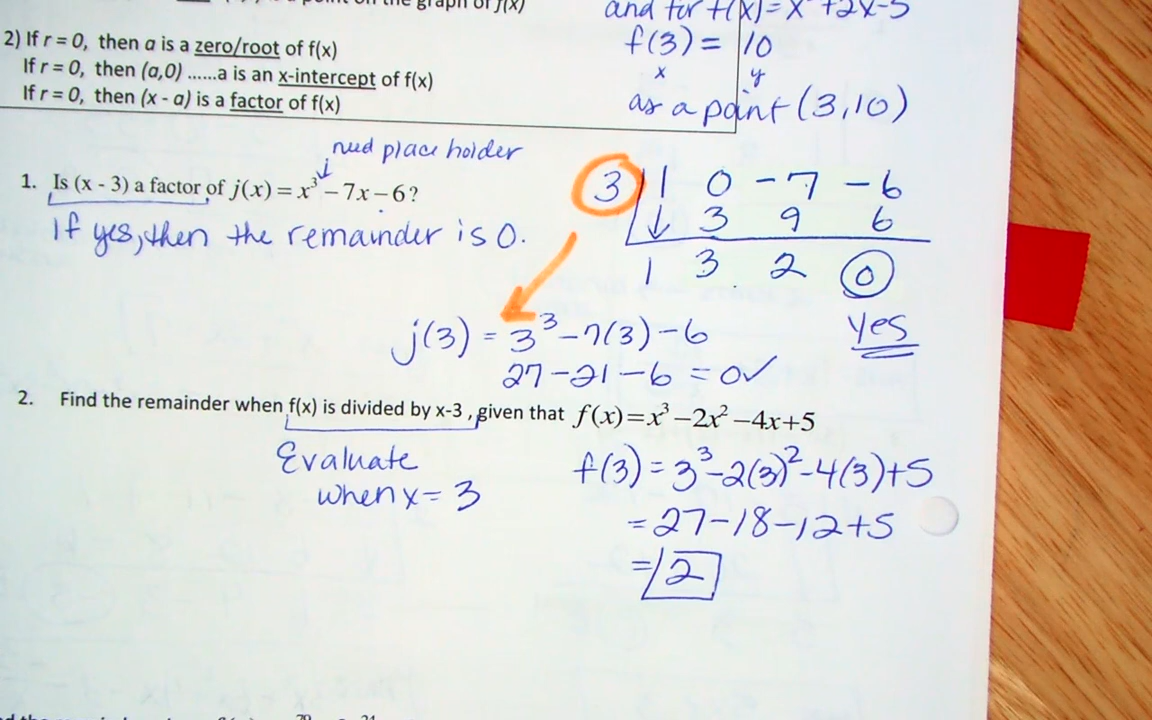 point on the graph of f(x)
and for f(x) = x + 2x - 5
2) If r = 0, then a is a zero/root of f(x)
f(3) = 10
If r = 0, then (a,0) ......a is an x-intercept of f(x)
x y
If r = 0, then (x - a) is a factor of f(x)
as a point (3,10)
need place holder
1. Is (x - 3) a factor of j(x) = x³ – 7x – 6?
3 | 1 0 -7 -6
↓ 3 9 6
If yes, then the remainder is 0.
1 3 2 0
yes
j(3) = 3³ - 7(3) - 6
27 - 21 - 6 = 0 ✓
2. Find the remainder when f(x) is divided by x-3 , given that f(x) = x³ – 2x² – 4x + 5
Evaluate
when x = 3
f(3) = 3³ - 2(3)² - 4(3) + 5
= 27 - 18 - 12 + 5
= 2